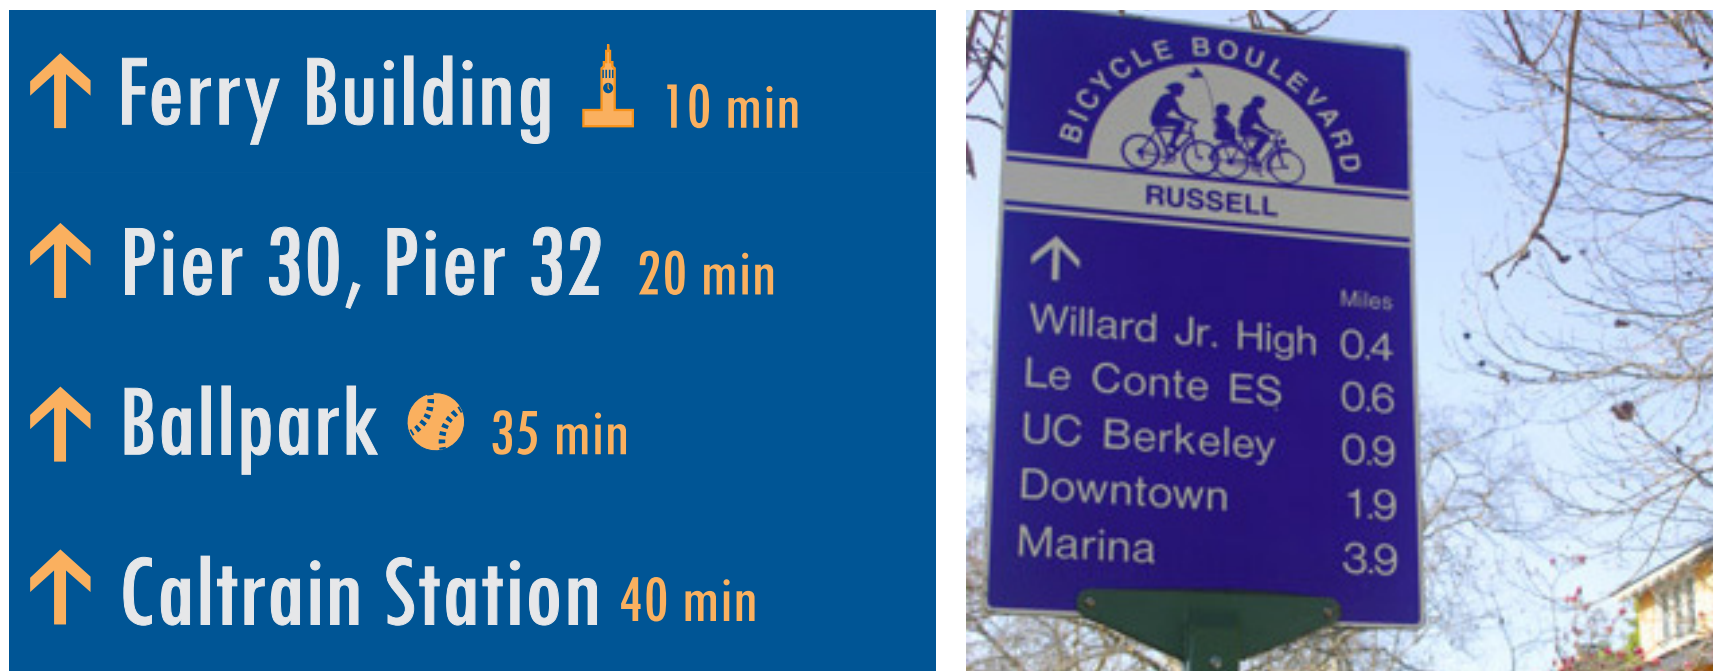 Ferry Building 10 min
Pier 30, Pier 32 20 min
Ballpark 35 min
Caltrain Station 40 min
BICYCLE BOULEVARD
RUSSELL
Miles
Willard Jr. High 0.4
Le Conte ES 0.6
UC Berkeley 0.9
Downtown 1.9
Marina 3.9